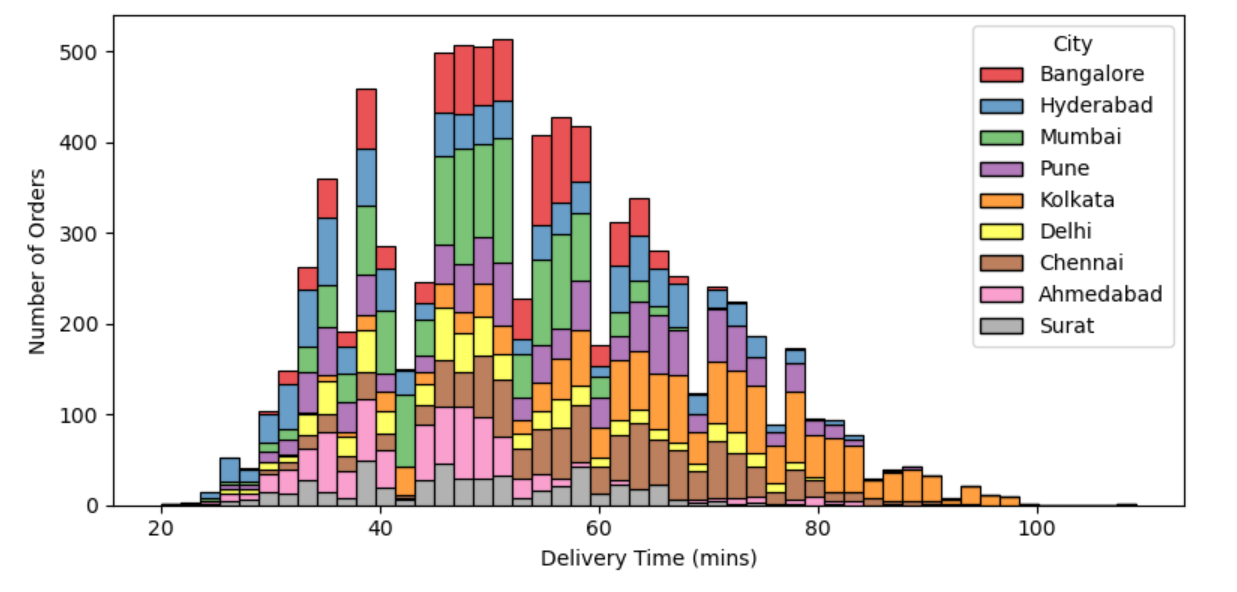 500
400
300
200
100
0
Number of Orders
City
Bangalore
Hyderabad
Mumbai
Pune
Kolkata
Delhi
Chennai
Ahmedabad
Surat
20 40 60 80 100
Delivery Time (mins)